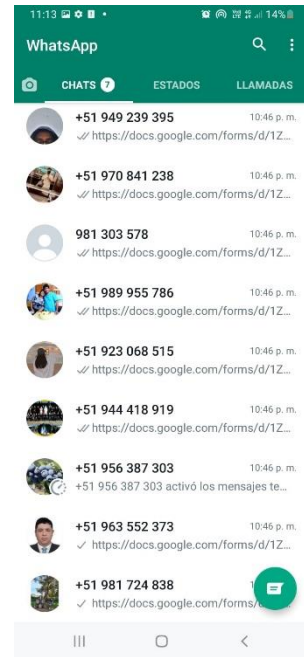 11:13 14%
WhatsApp
CHATS 7 ESTADOS LLAMADAS
+51 949 239 395 10:46 p. m.
https://docs.google.com/forms/d/1Z...
+51 970 841 238 10:46 p. m.
https://docs.google.com/forms/d/1Z...
981 303 578 10:46 p. m.
https://docs.google.com/forms/d/1Z...
+51 989 955 786 10:46 p. m.
https://docs.google.com/forms/d/1Z...
+51 923 068 515 10:46 p. m.
https://docs.google.com/forms/d/1Z...
+51 944 418 919 10:46 p. m.
https://docs.google.com/forms/d/1Z...
+51 956 387 303 10:46 p. m.
+51 956 387 303 activó los mensajes te...
+51 963 552 373 10:46 p. m.
https://docs.google.com/forms/d/1Z...
+51 981 724 838
https://docs.google.com/forms/